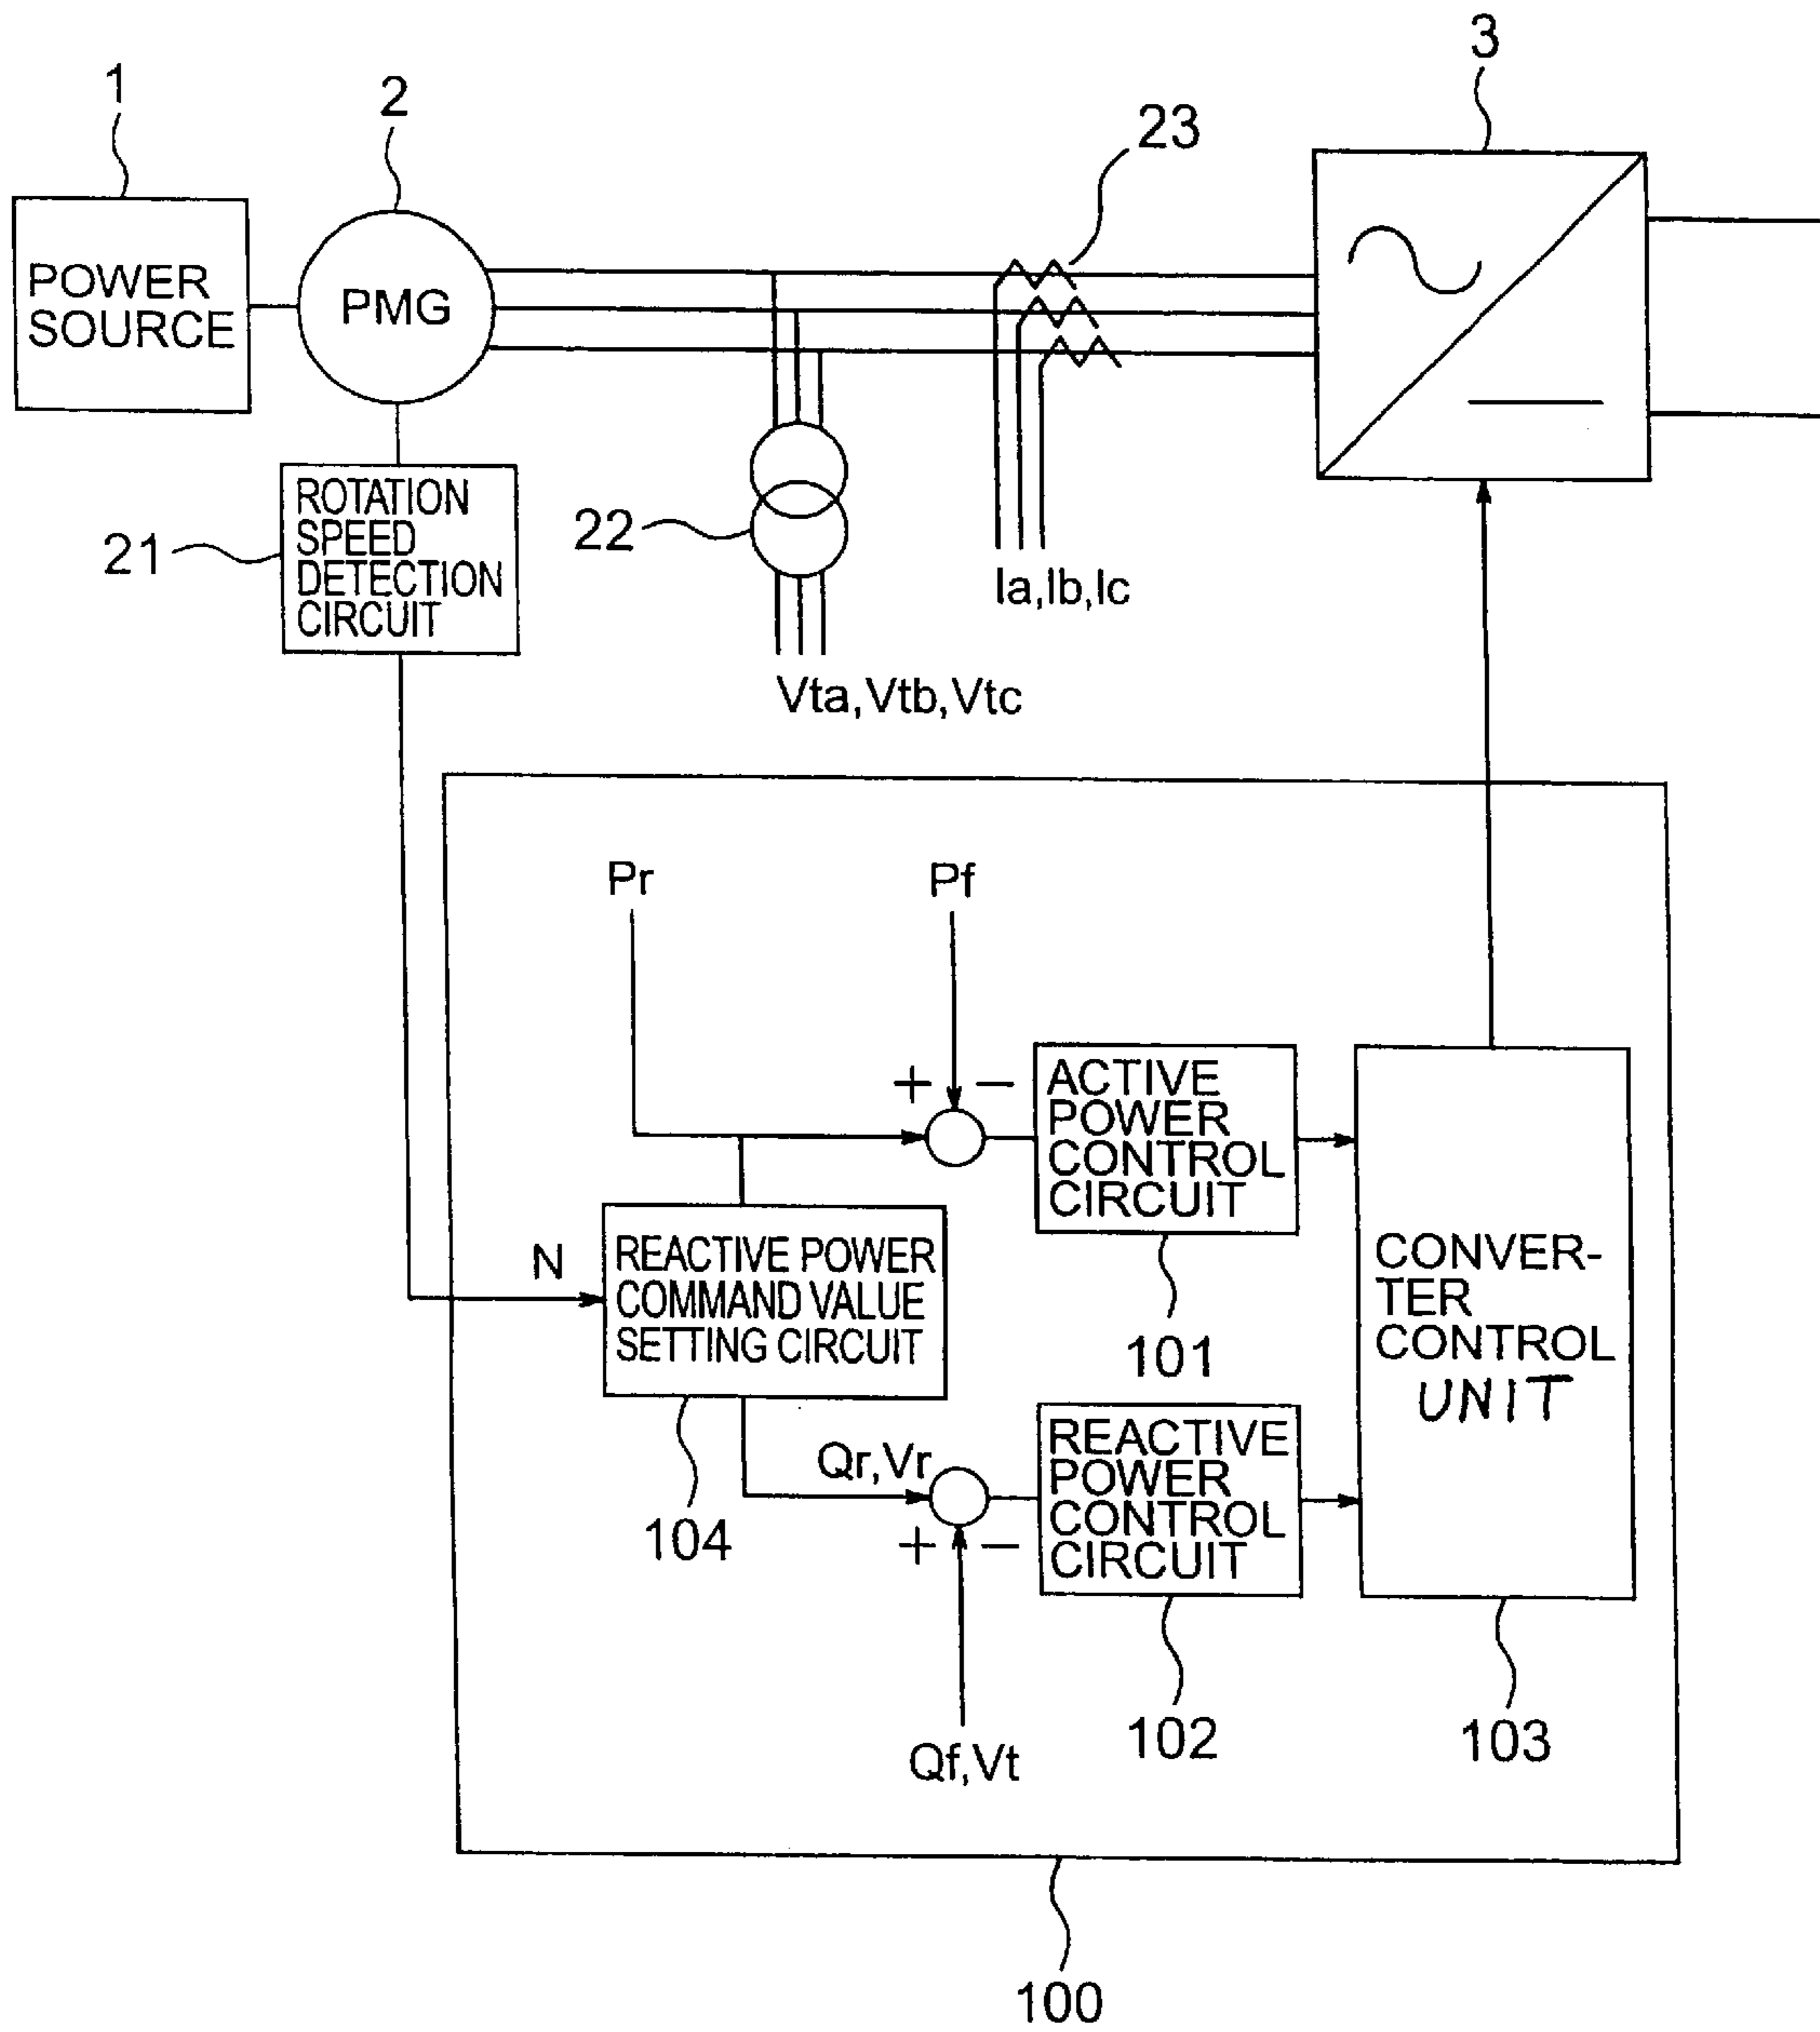 1
2
3
23
POWER
SOURCE
PMG
21
ROTATION
SPEED
DETECTION
CIRCUIT
22
Ia,Ib,Ic
Vta,Vtb,Vtc
Pr
Pf
+ −
ACTIVE
POWER
CONTROL
CIRCUIT
101
N
REACTIVE POWER
COMMAND VALUE
SETTING CIRCUIT
104
CONVER-
TER
CONTROL
UNIT
Qr,Vr
+ −
REACTIVE
POWER
CONTROL
CIRCUIT
Qf,Vt
102
103
100